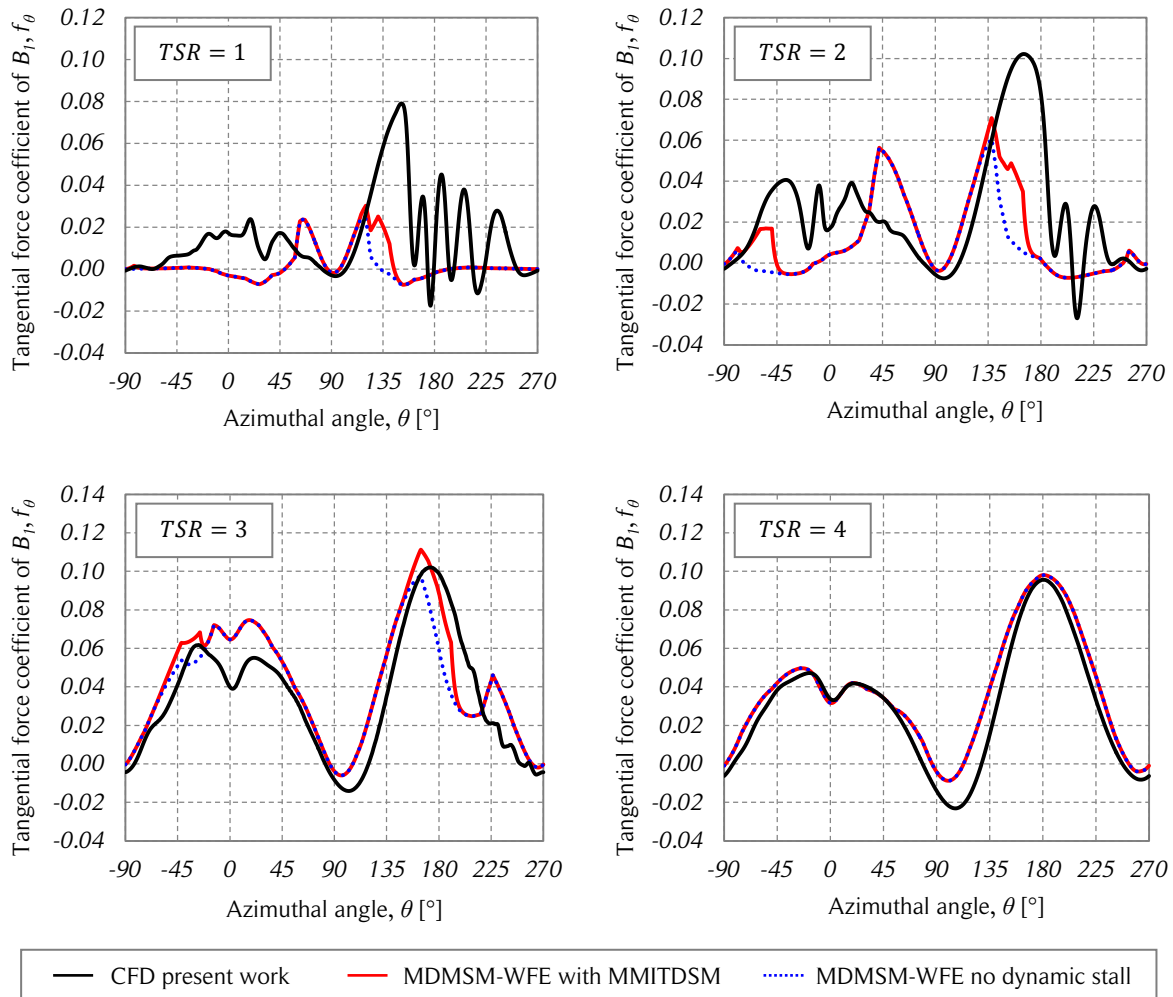 TSR = 1
Tangential force coefficient of B₁, fθ
0.12
0.10
0.08
0.06
0.04
0.02
0.00
-0.02
-0.04
-90 -45 0 45 90 135 180 225 270
Azimuthal angle, θ [°]
TSR = 2
Tangential force coefficient of B₁, fθ
0.12
0.10
0.08
0.06
0.04
0.02
0.00
-0.02
-0.04
-90 -45 0 45 90 135 180 225 270
Azimuthal angle, θ [°]
TSR = 3
Tangential force coefficient of B₁, fθ
0.14
0.12
0.10
0.08
0.06
0.04
0.02
0.00
-0.02
-0.04
-90 -45 0 45 90 135 180 225 270
Azimuthal angle, θ [°]
TSR = 4
Tangential force coefficient of B₁, fθ
0.14
0.12
0.10
0.08
0.06
0.04
0.02
0.00
-0.02
-0.04
-90 -45 0 45 90 135 180 225 270
Azimuthal angle, θ [°]
CFD present work MDMSM-WFE with MMITDSM MDMSM-WFE no dynamic stall